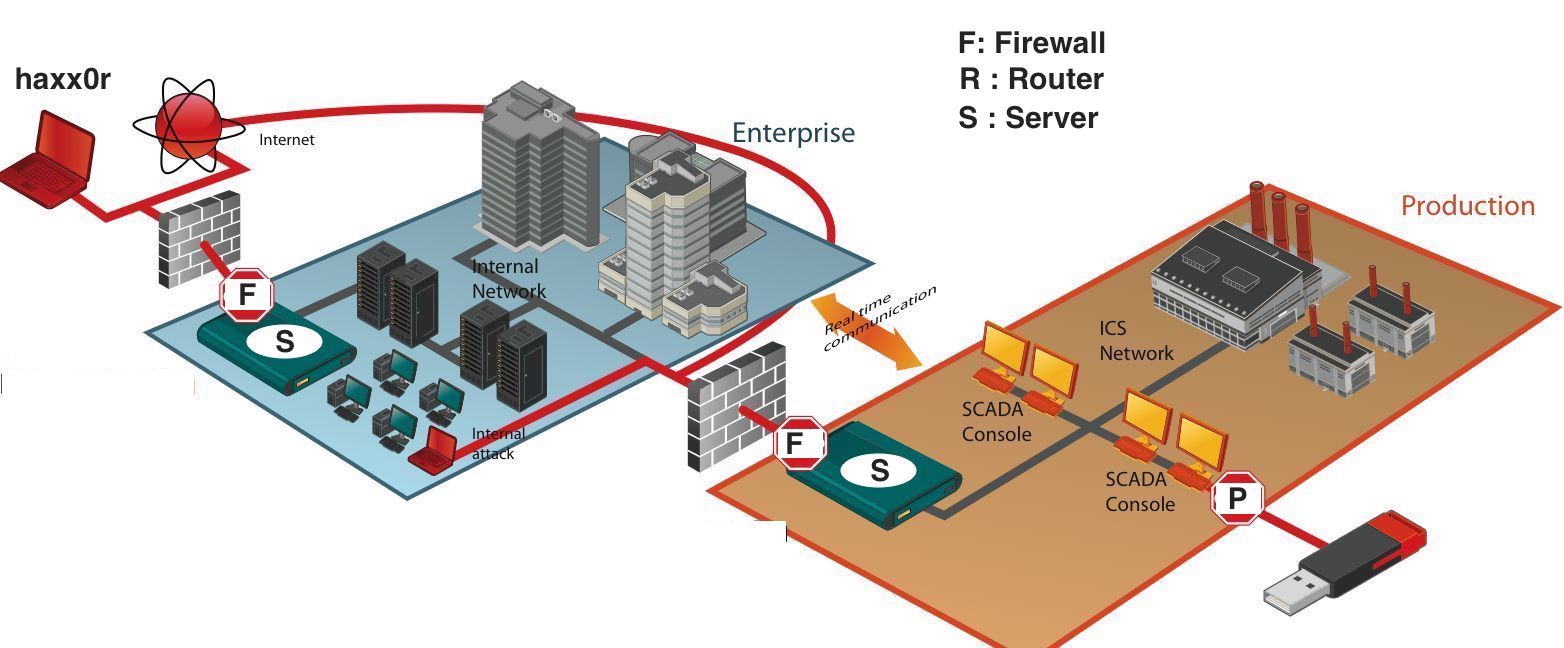 haxx0r
Internet
F: Firewall
R : Router
S : Server
Enterprise
Production
Internal
Network
F
S
Internal
attack
Real time
communication
ICS
Network
SCADA
Console
SCADA
Console
F
S
P